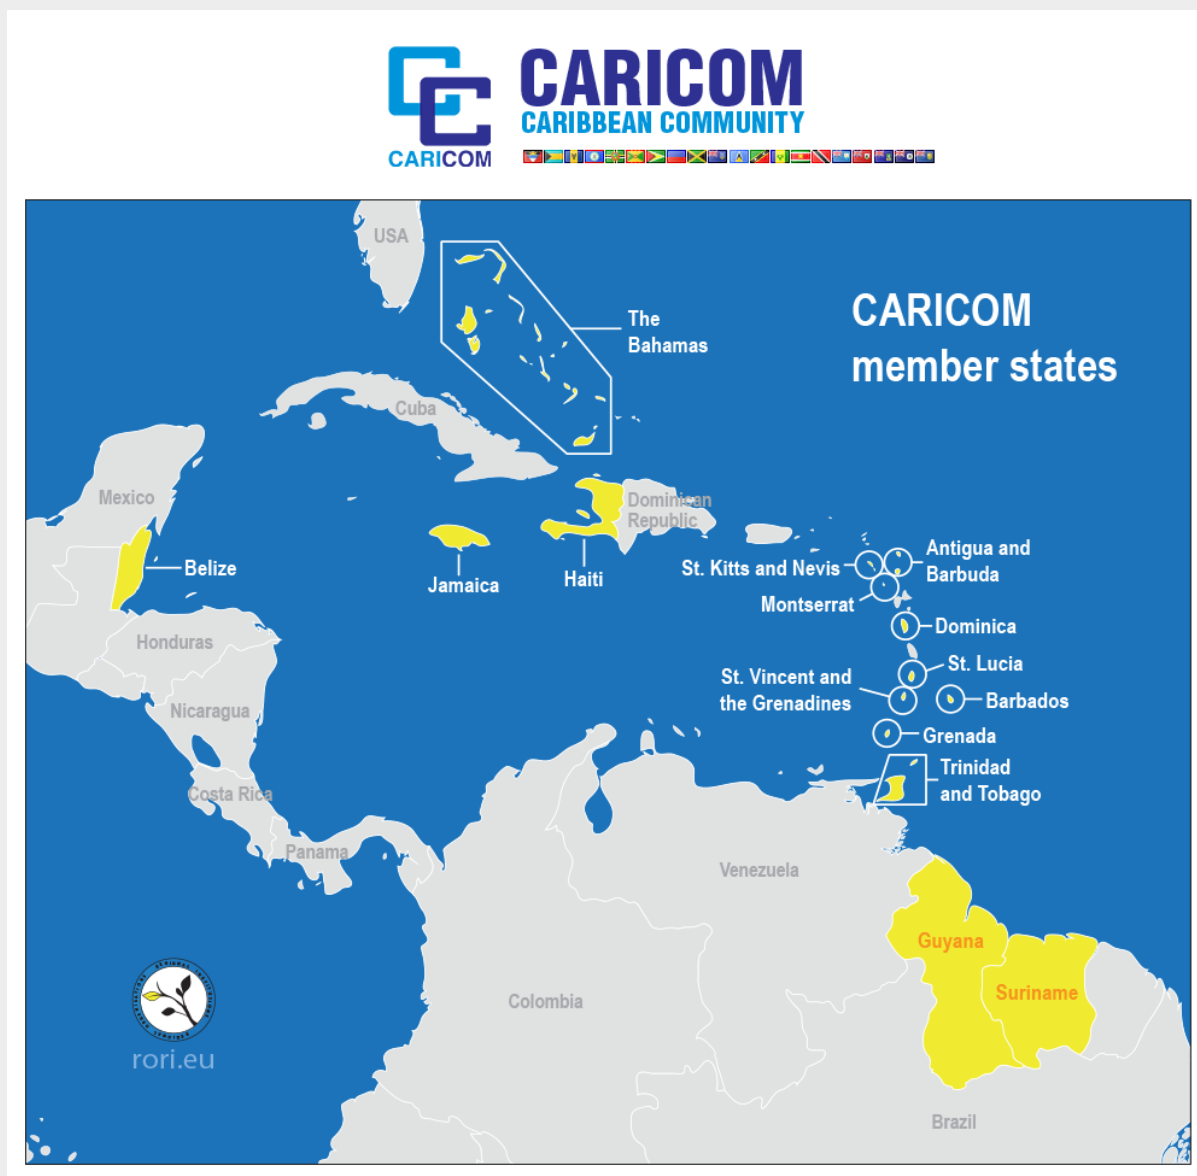 CARICOM
CARIBBEAN COMMUNITY
CARICOM
CARICOM
member states
USA
The
Bahamas
Cuba
Mexico
Dominican
Republic
Belize
Jamaica
Haiti
St. Kitts and Nevis
Antigua and
Barbuda
Montserrat
Honduras
Dominica
St. Lucia
St. Vincent and
the Grenadines
Barbados
Nicaragua
Grenada
Trinidad
and Tobago
Costa Rica
Panama
Venezuela
Guyana
Suriname
Colombia
rori.eu
Brazil